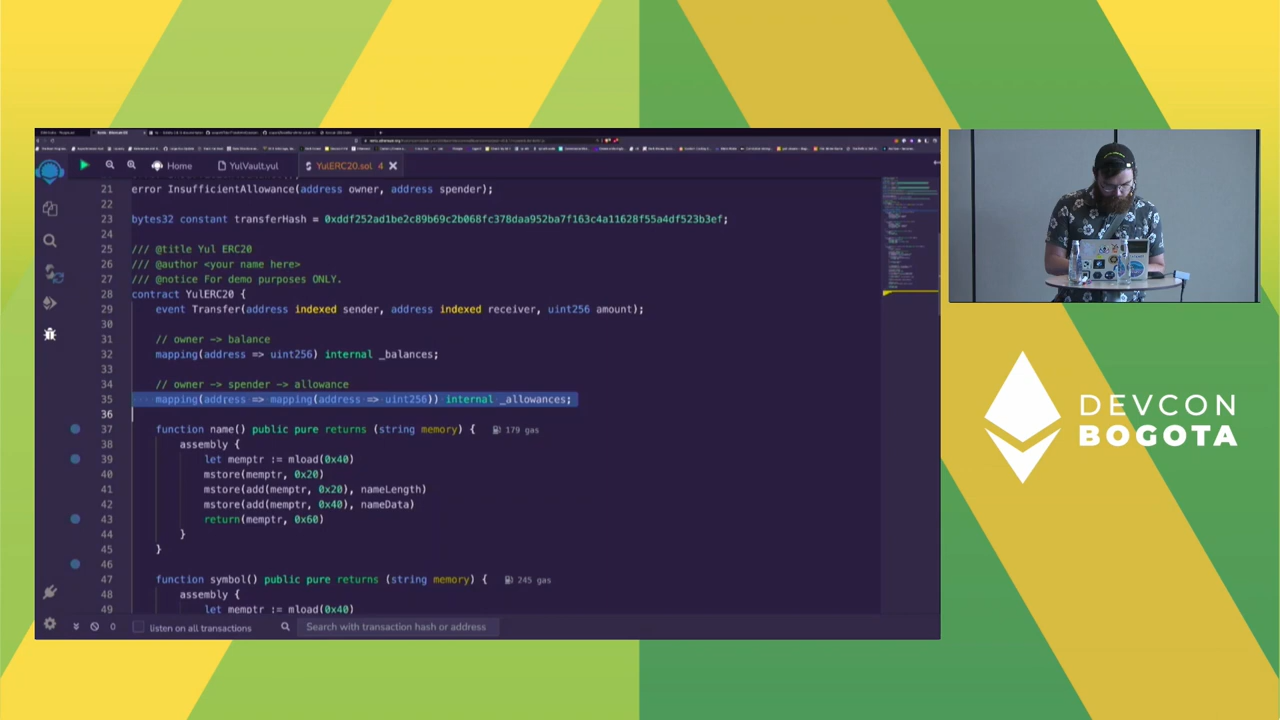 Home
YulVault.yul
YulERC20.sol 4
21 error InsufficientAllowance(address owner, address spender);
22
23 bytes32 constant transferHash = 0xddf252ad1be2c89b69c2b068fc378daa952ba7f163c4a11628f55a4df523b3ef;
24
25 /// @title Yul ERC20
26 /// @author <your name here>
27 /// @notice For demo purposes ONLY.
28 contract YulERC20 {
29 event Transfer(address indexed sender, address indexed receiver, uint256 amount);
30
31 // owner -> balance
32 mapping(address => uint256) internal _balances;
33
34 // owner -> spender -> allowance
35 mapping(address => mapping(address => uint256)) internal _allowances;
36
37 function name() public pure returns (string memory) { 179 gas
38 assembly {
39 let memptr := mload(0x40)
40 mstore(memptr, 0x20)
41 mstore(add(memptr, 0x20), nameLength)
42 mstore(add(memptr, 0x40), nameData)
43 return(memptr, 0x60)
44 }
45 }
46
47 function symbol() public pure returns (string memory) { 245 gas
48 assembly {
49 let memptr := mload(0x40)
0
listen on all transactions
Search with transaction hash or address
DEVCON
BOGOTA